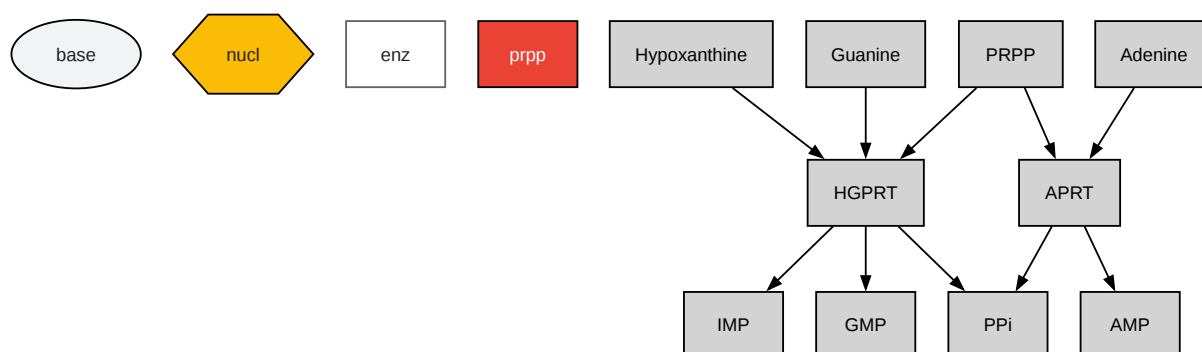 base
nucl
enz
prpp
Hypoxanthine
Guanine
PRPP
Adenine
HGPRT
APRT
IMP
GMP
PPi
AMP